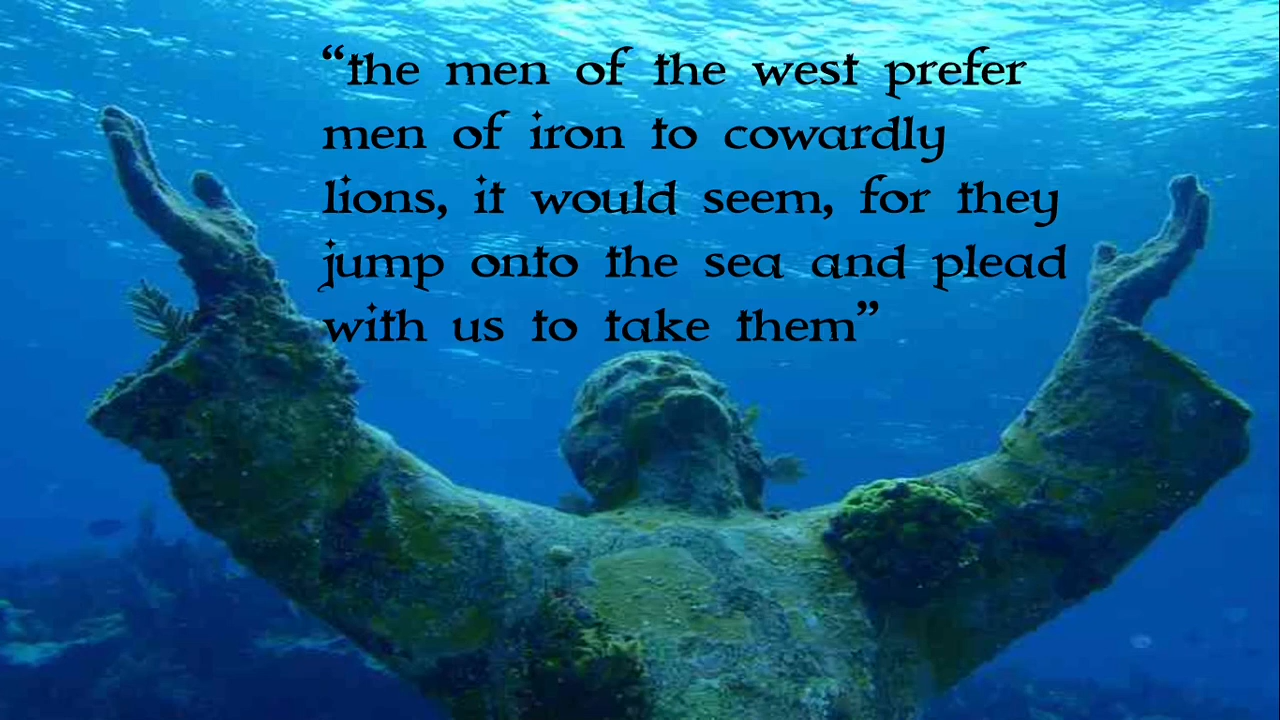 “the men of the west prefer
men of iron to cowardly
lions, it would seem, for they
jump onto the sea and plead
with us to take them”